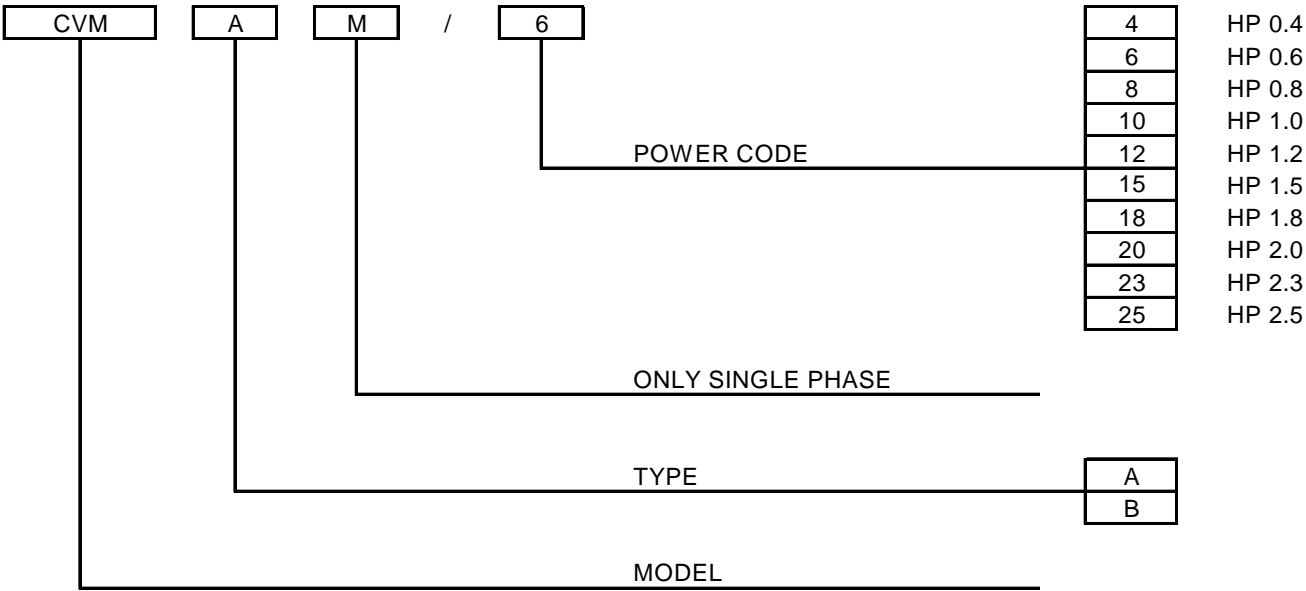 CVM A M / 6 4 HP 0.4
6 HP 0.6
8 HP 0.8
10 HP 1.0
POWER CODE 12 HP 1.2
15 HP 1.5
18 HP 1.8
20 HP 2.0
23 HP 2.3
25 HP 2.5
ONLY SINGLE PHASE
TYPE A
B
MODEL